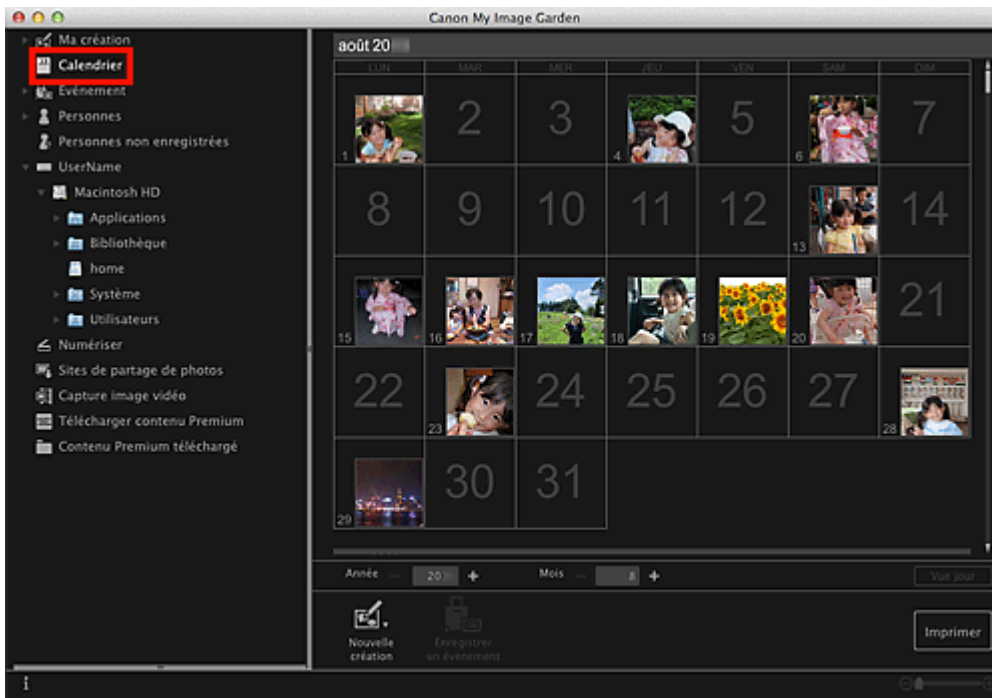 Canon My Image Garden
Ma création
Calendrier
Evénement
Personnes
Personnes non enregistrées
UserName
Macintosh HD
Applications
Bibliothèque
home
Système
Utilisateurs
Numériser
Sites de partage de photos
Capture image vidéo
Télécharger contenu Premium
Contenu Premium téléchargé
août 20
LUN MAR MER JEU VEN SAM DIM
1 2 3 4 5 6 7
8 9 10 11 12 13 14
15 16 17 18 19 20 21
22 23 24 25 26 27 28
29 30 31
Année − 20 + Mois − 8 + Vue jour
Nouvelle création
Enregistrer un événement
Imprimer